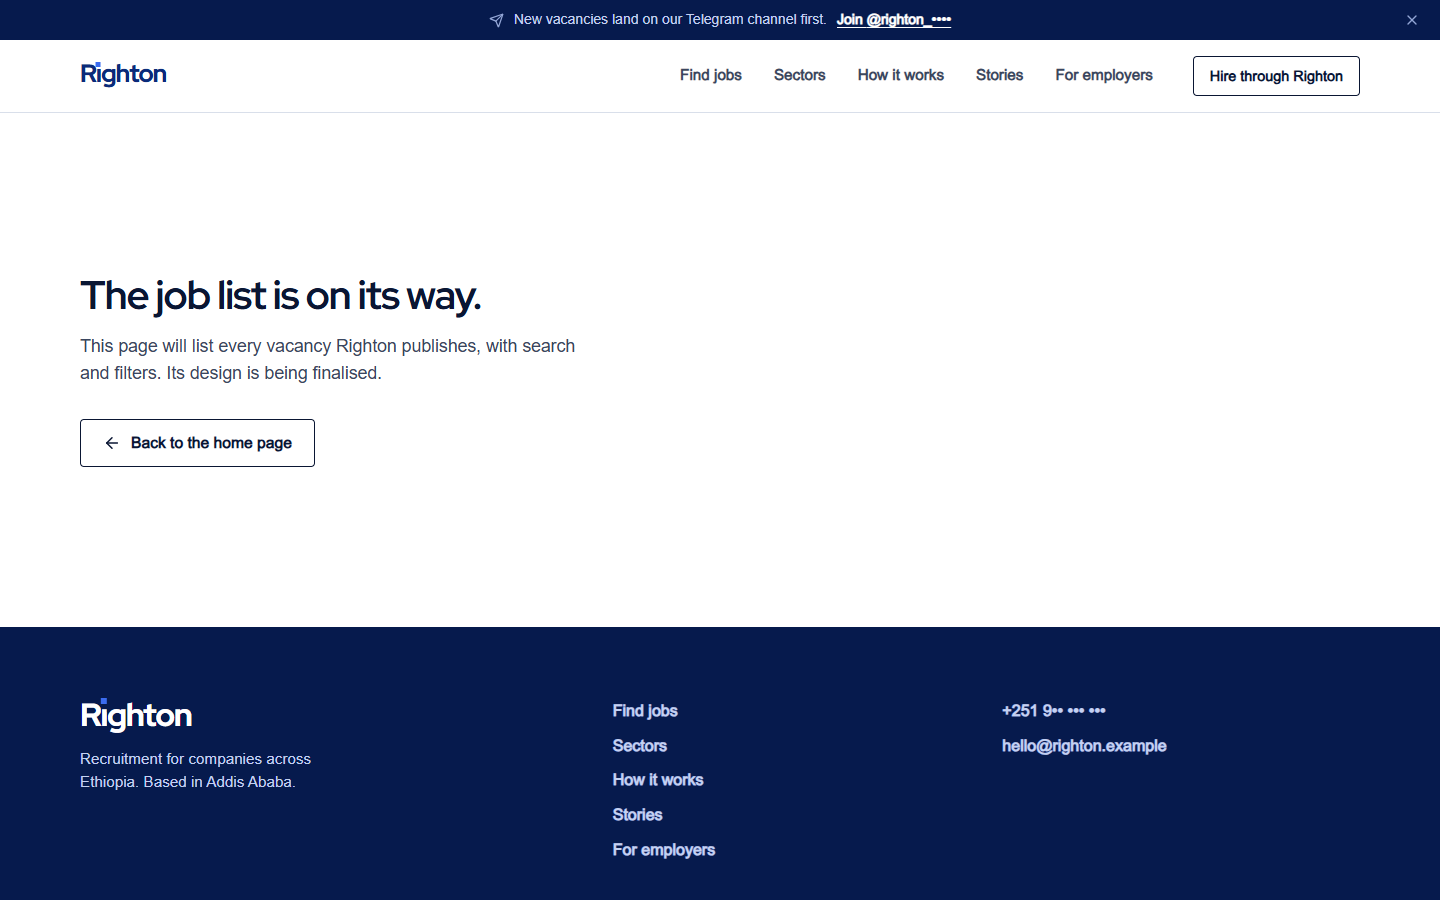 New vacancies land on our Telegram channel first. Join @righton_••••
Righton
Find jobs
Sectors
How it works
Stories
For employers
Hire through Righton
The job list is on its way.
This page will list every vacancy Righton publishes, with search
and filters. Its design is being finalised.
Back to the home page
Righton
Recruitment for companies across
Ethiopia. Based in Addis Ababa.
Find jobs
Sectors
How it works
Stories
For employers
+251 9•• ••• •••
hello@righton.example